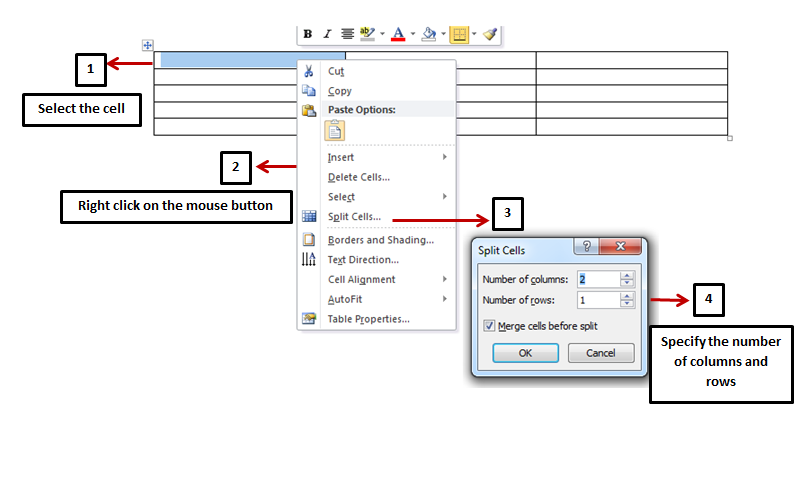 B I A
1
Select the cell
Cut
Copy
Paste Options:
2
Insert
Delete Cells...
Right click on the mouse button
Select
3
Split Cells...
Borders and Shading...
Text Direction...
Cell Alignment
AutoFit
Table Properties...
Split Cells ?
Number of columns: 2
Number of rows: 1
4
Merge cells before split
OK Cancel
Specify the number
of columns and
rows